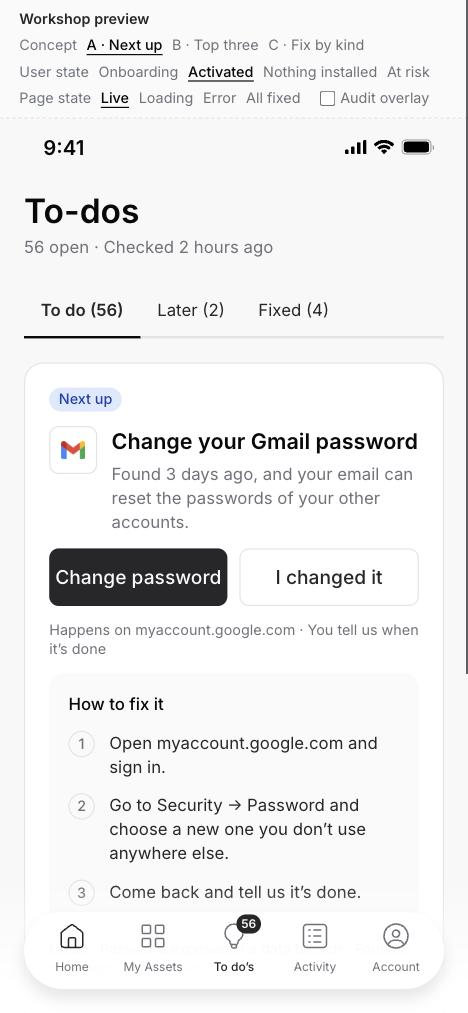 Workshop preview
Concept A · Next up B · Top three C · Fix by kind
User state Onboarding Activated Nothing installed At risk
Page state Live Loading Error All fixed Audit overlay
9:41
To-dos
56 open · Checked 2 hours ago
To do (56) Later (2) Fixed (4)
Next up
Change your Gmail password
Found 3 days ago, and your email can
reset the passwords of your other
accounts.
Change password I changed it
Happens on myaccount.google.com · You tell us when
it’s done
How to fix it
1 Open myaccount.google.com and
sign in.
2 Go to Security → Password and
choose a new one you don’t use
anywhere else.
3 Come back and tell us it’s done.
56
Home My Assets To do’s Activity Account